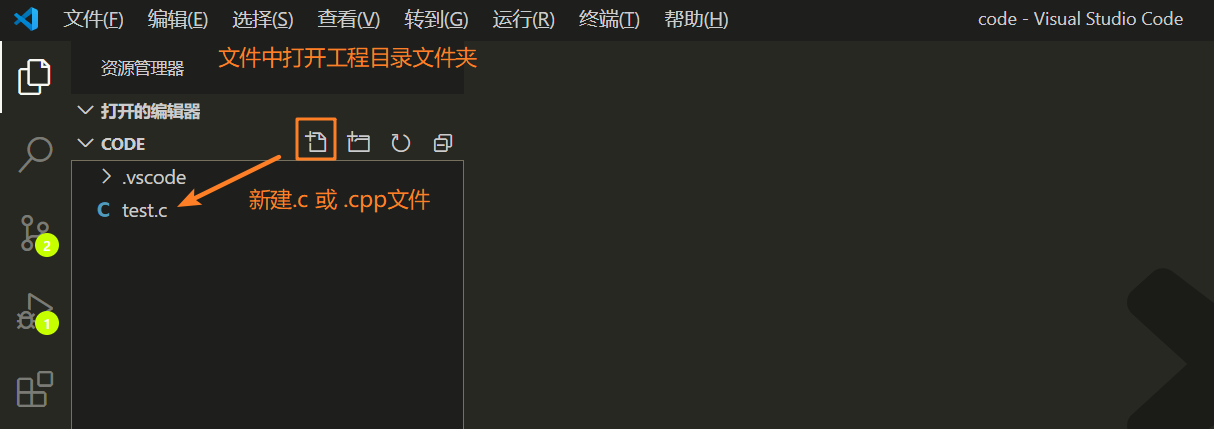 文件(F) 编辑(E) 选择(S) 查看(V) 转到(G) 运行(R) 终端(T) 帮助(H) code - Visual Studio Code
资源管理器 文件中打开工程目录文件夹
打开的编辑器
CODE
.vscode
C test.c 新建.c 或 .cpp文件
2
1